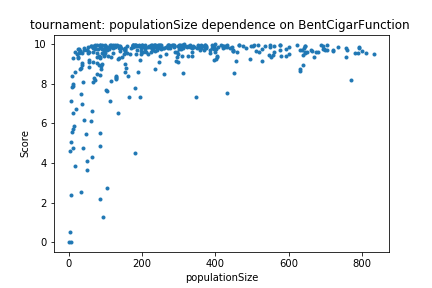 tournament: populationSize dependence on BentCigarFunction
10
8
6
4
2
0
Score
0 200 400 600 800
populationSize